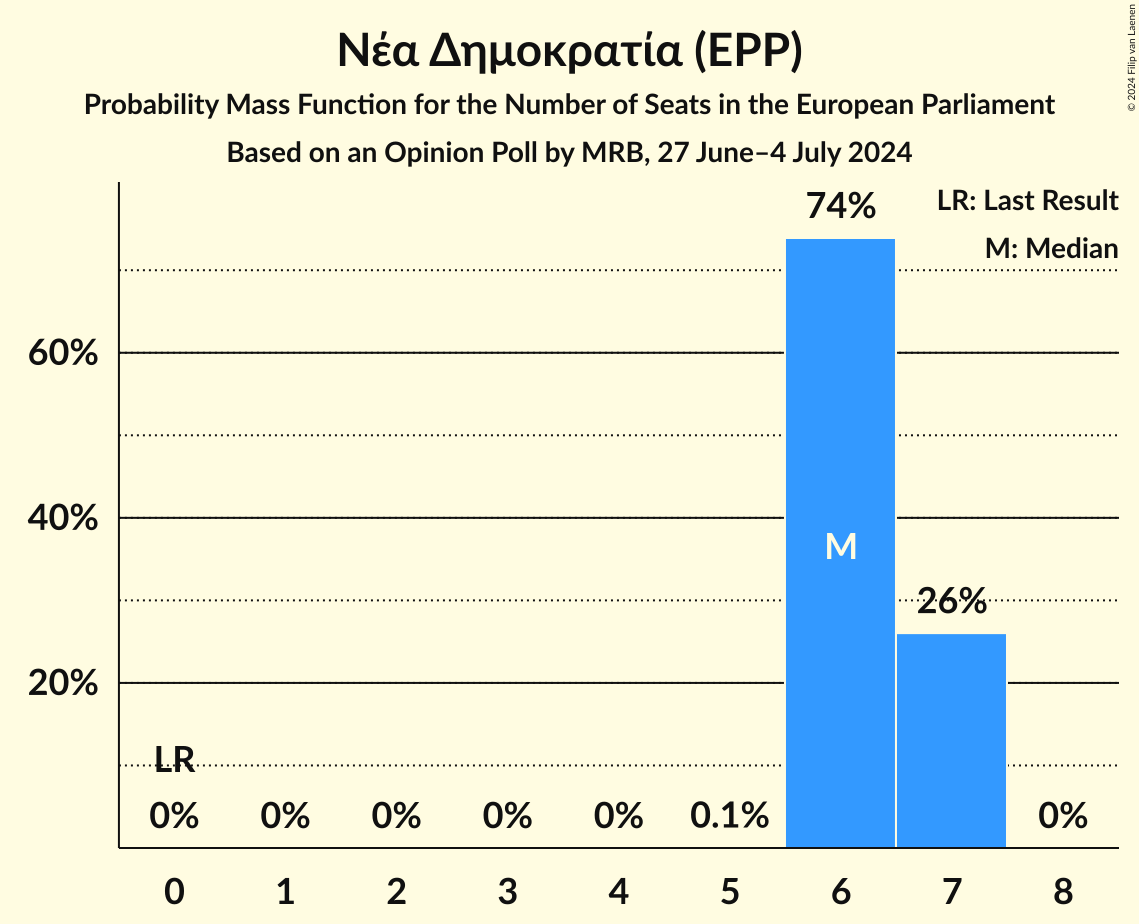 Νέα Δημοκρατία (EPP)
Probability Mass Function for the Number of Seats in the European Parliament
Based on an Opinion Poll by MRB, 27 June–4 July 2024
© 2024 Filip van Laenen
LR: Last Result
M: Median
74%
60%
40%
M
26%
20%
LR
0% 0% 0% 0% 0% 0.1% 0%
0 1 2 3 4 5 6 7 8